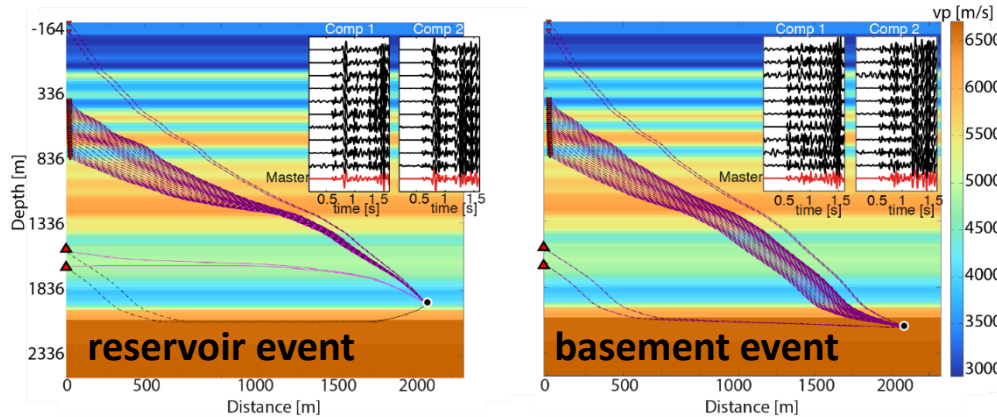 vp [m/s]
-164
336
836
1336
1836
2336
Depth [m]
Comp 1
Comp 2
Master
0.5
1
1.5
0.5
1
1.5
time [s]
time [s]
reservoir event
0
500
1000
1500
2000
Distance [m]
Comp 1
Comp 2
Master
0.5
1
1.5
0.5
1
1.5
time [s]
time [s]
basement event
0
500
1000
1500
2000
Distance [m]
6500
6000
5500
5000
4500
4000
3500
3000